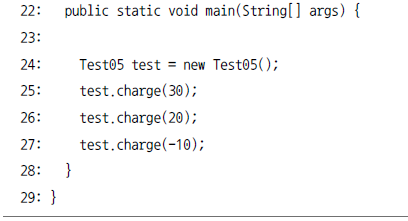 22: public static void main(String[] args) {
23:
24: Test05 test = new Test05();
25: test.charge(30);
26: test.charge(20);
27: test.charge(-10);
28: }
29: }